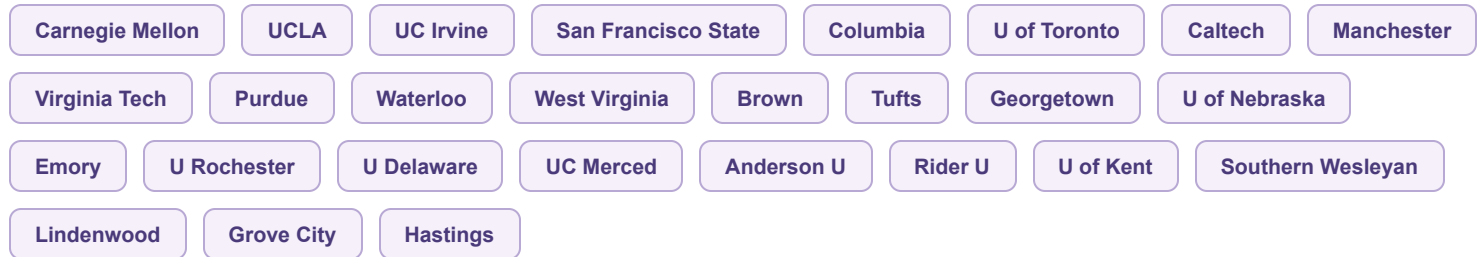 Carnegie Mellon UCLA UC Irvine San Francisco State Columbia U of Toronto Caltech Manchester
Virginia Tech Purdue Waterloo West Virginia Brown Tufts Georgetown U of Nebraska
Emory U Rochester U Delaware UC Merced Anderson U Rider U U of Kent Southern Wesleyan
Lindenwood Grove City Hastings